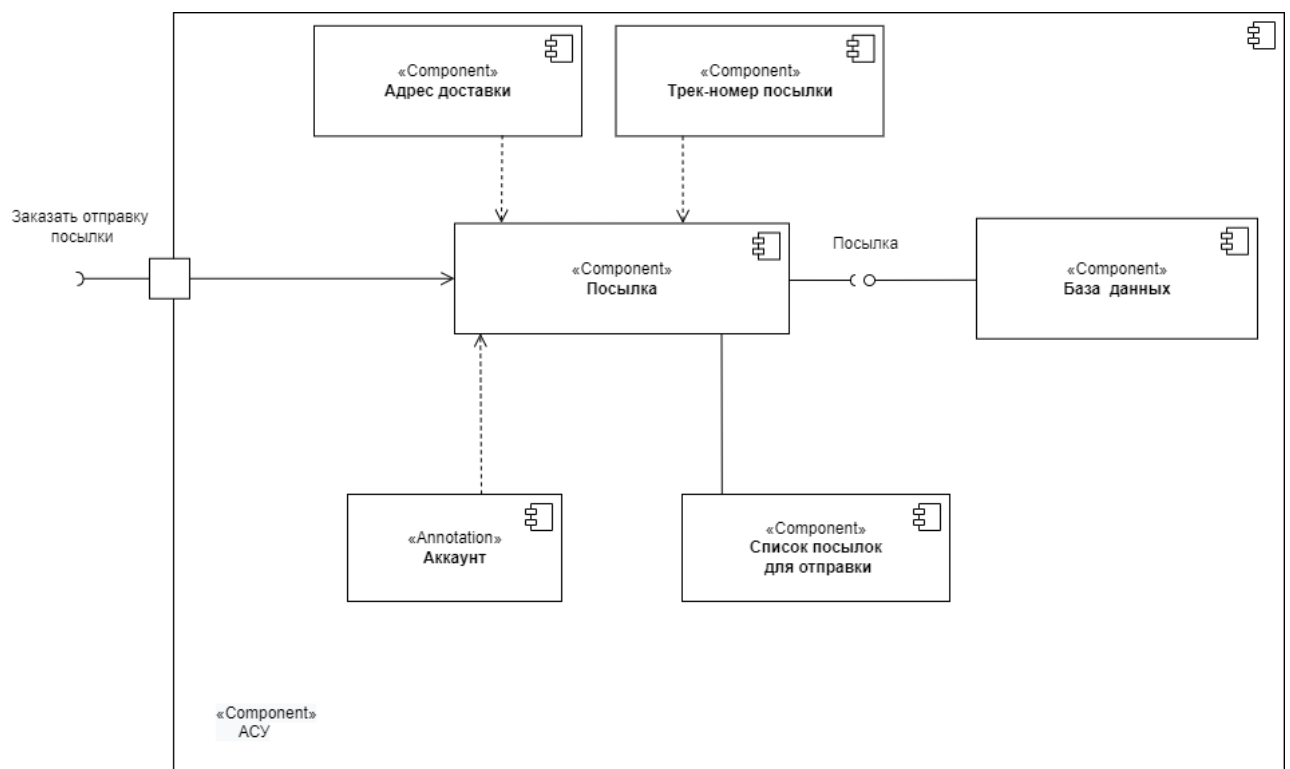 «Component»
Адрес доставки
«Component»
Трек-номер посылки
Заказать отправку
посылки
«Component»
Посылка
Посылка
«Component»
База данных
«Annotation»
Аккаунт
«Component»
Список посылок
для отправки
«Component»
АСУ